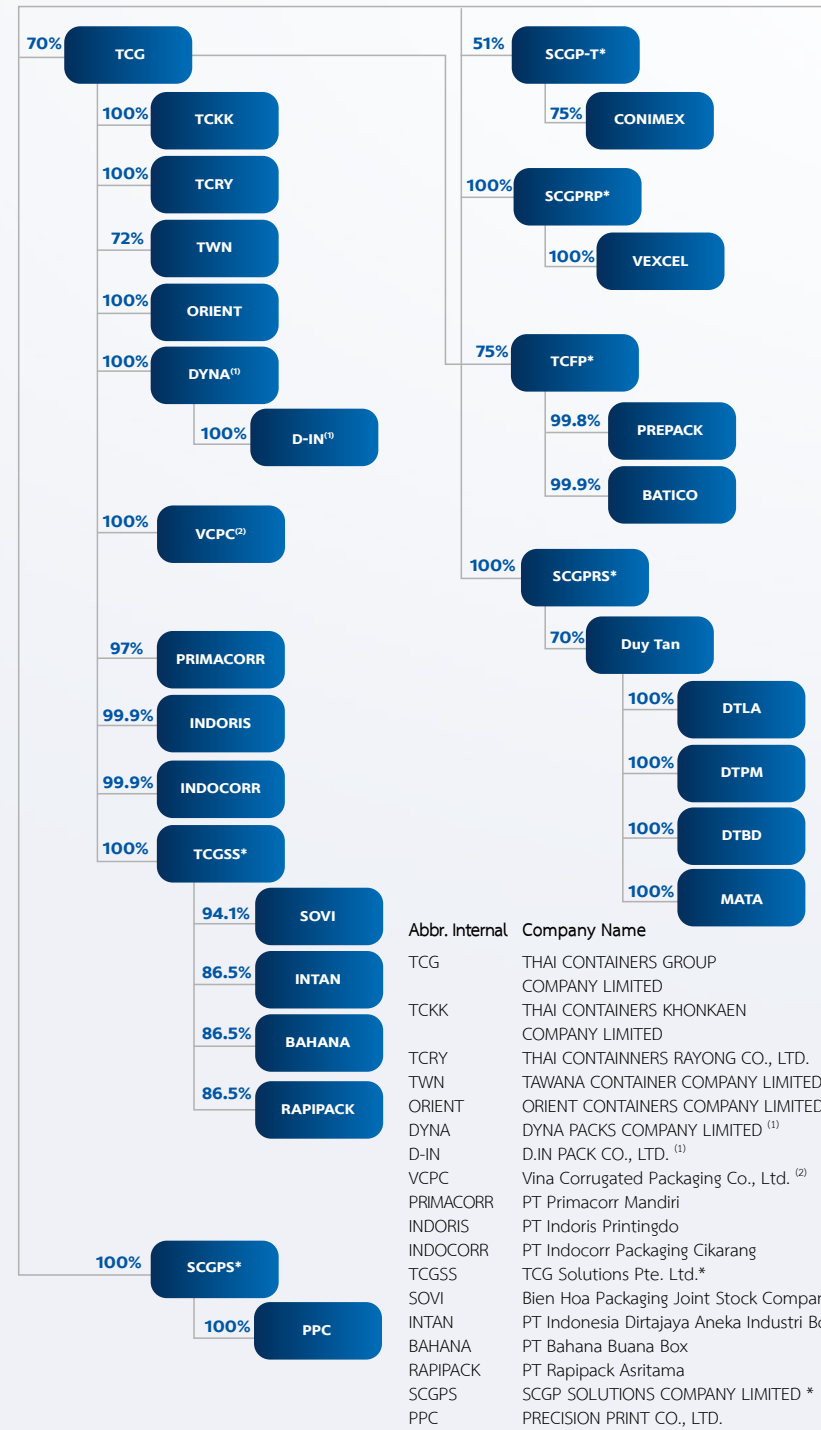 70%
TCG
100%
TCKK
100%
TCRY
72%
TWN
100%
ORIENT
100%
DYNA(1)
100%
D-IN(1)
100%
VCPC(2)
97%
PRIMACORR
99.9%
INDORIS
99.9%
INDOCORR
100%
TCGSS*
94.1%
SOVI
86.5%
INTAN
86.5%
BAHANA
86.5%
RAPIPACK
100%
SCGPS*
100%
PPC
51%
SCGP-T*
75%
CONIMEX
100%
SCGPRP*
100%
VEXCEL
75%
TCFP*
99.8%
PREPACK
99.9%
BATICO
100%
SCGPRS*
70%
Duy Tan
100%
DTLA
100%
DTPM
100%
DTBD
100%
MATA
Abbr. Internal Company Name
TCG THAI CONTAINERS GROUP
COMPANY LIMITED
TCKK THAI CONTAINERS KHONKAEN
COMPANY LIMITED
TCRY THAI CONTAINNERS RAYONG CO., LTD.
TWN TAWANA CONTAINER COMPANY LIMITED
ORIENT ORIENT CONTAINERS COMPANY LIMITED
DYNA DYNA PACKS COMPANY LIMITED (1)
D-IN D.IN PACK CO., LTD. (1)
VCPC Vina Corrugated Packaging Co., Ltd. (2)
PRIMACORR PT Primacorr Mandiri
INDORIS PT Indoris Printingdo
INDOCORR PT Indocorr Packaging Cikarang
TCGSS TCG Solutions Pte. Ltd.*
SOVI Bien Hoa Packaging Joint Stock
INTAN PT Indonesia Dirtajaya Aneka Industri
BAHANA PT Bahana Buana Box
RAPIPACK PT Rapipack Asritama
SCGPS SCGP SOLUTIONS COMPANY LIMITED *
PPC PRECISION PRINT CO., LTD.